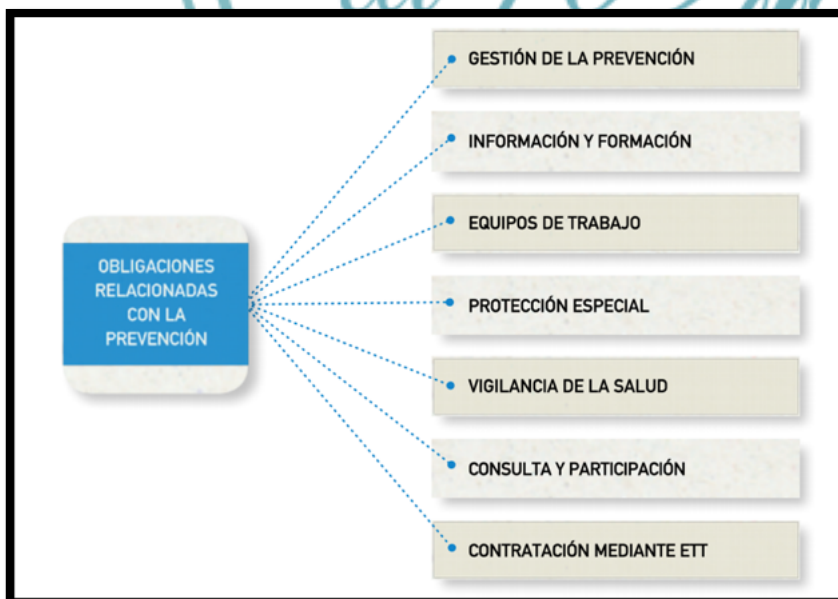 OBLIGACIONES
RELACIONADAS
CON LA
PREVENCIÓN
GESTIÓN DE LA PREVENCIÓN
INFORMACIÓN Y FORMACIÓN
EQUIPOS DE TRABAJO
PROTECCIÓN ESPECIAL
VIGILANCIA DE LA SALUD
CONSULTA Y PARTICIPACIÓN
CONTRATACIÓN MEDIANTE ETT